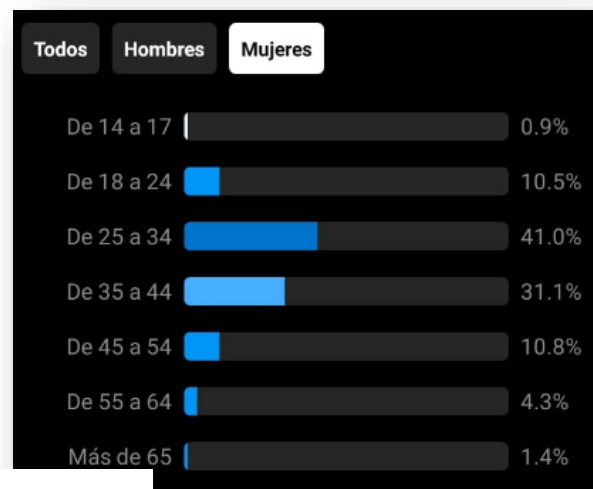 Todos Hombres Mujeres
De 14 a 17 0.9%
De 18 a 24 10.5%
De 25 a 34 41.0%
De 35 a 44 31.1%
De 45 a 54 10.8%
De 55 a 64 4.3%
Más de 65 1.4%